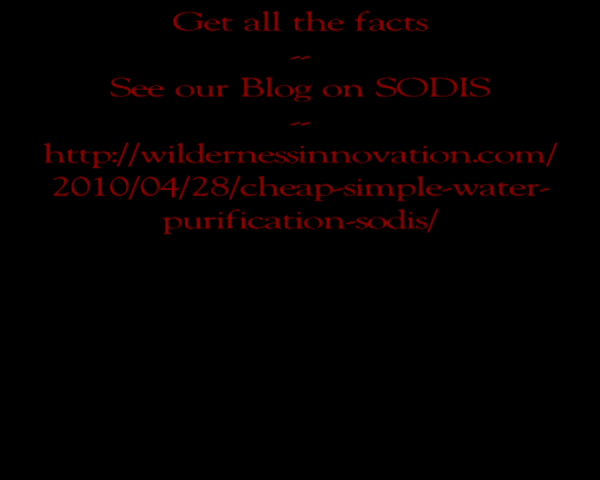 Get all the facts
--
See our Blog on SODIS
--
http://wildernessinnovation.com/
2010/04/28/cheap-simple-water-
purification-sodis/